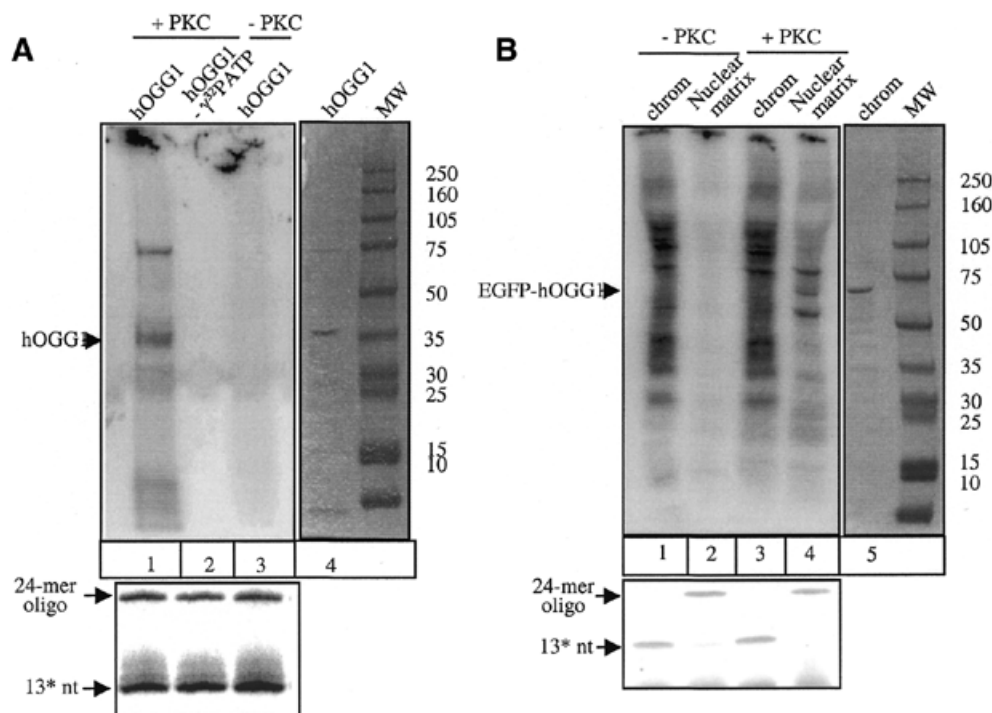 A
+ PKC
- PKC
hOGG1
hOGG1
- γ³²PATP
hOGG1
hOGG1
MW
250
160
105
75
50
35
30
25
15
10
hOGG1
1
2
3
4
24-mer
oligo
13* nt
B
- PKC
+ PKC
chrom
Nuclear
matrix
chrom
Nuclear
matrix
chrom
MW
250
160
105
75
50
35
30
25
15
10
EGFP-hOGG1
1
2
3
4
5
24-mer
oligo
13* nt